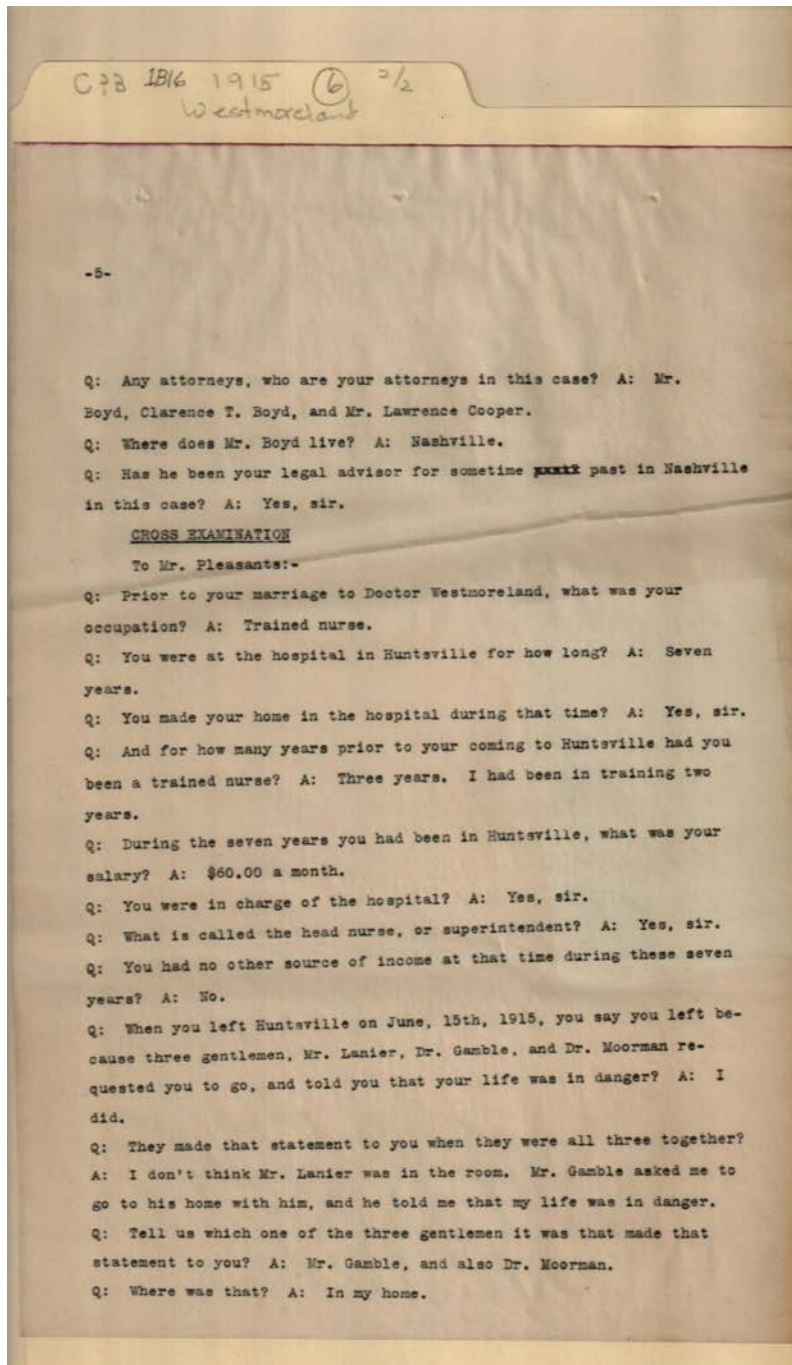 C73 1B16 1915 6 2/2
Westmoreland
-5-
Q: Any attorneys, who are your attorneys in this case? A: Mr.
Boyd, Clarence T. Boyd, and Mr. Lawrence Cooper.
Q: Where does Mr. Boyd live? A: Nashville.
Q: Has he been your legal advisor for sometime past in Nashville
in this case? A: Yes, sir.
CROSS EXAMINATION
To Mr. Pleasants:-
Q: Prior to your marriage to Doctor Westmoreland, what was your
occupation? A: Trained nurse.
Q: You were at the hospital in Huntsville for how long? A: Seven
years.
Q: You made your home in the hospital during that time? A: Yes, sir.
Q: And for how many years prior to your coming to Huntsville had you
been a trained nurse? A: Three years. I had been in training two
years.
Q: During the seven years you had been in Huntsville, what was your
salary? A: $60.00 a month.
Q: You were in charge of the hospital? A: Yes, sir.
Q: What is called the head nurse, or superintendent? A: Yes, sir.
Q: You had no other source of income at that time during these seven
years? A: No.
Q: When you left Huntsville on June, 15th, 1915, you say you left be-
cause three gentlemen, Mr. Lanier, Dr. Gamble, and Dr. Moorman re-
quested you to go, and told you that your life was in danger? A: I
did.
Q: They made that statement to you when they were all three together?
A: I don't think Mr. Lanier was in the room. Mr. Gamble asked me to
go to his home with him, and he told me that my life was in danger.
Q: Tell us which one of the three gentlemen it was that made that
statement to you? A: Mr. Gamble, and also Dr. Moorman.
Q: Where was that? A: In my home.